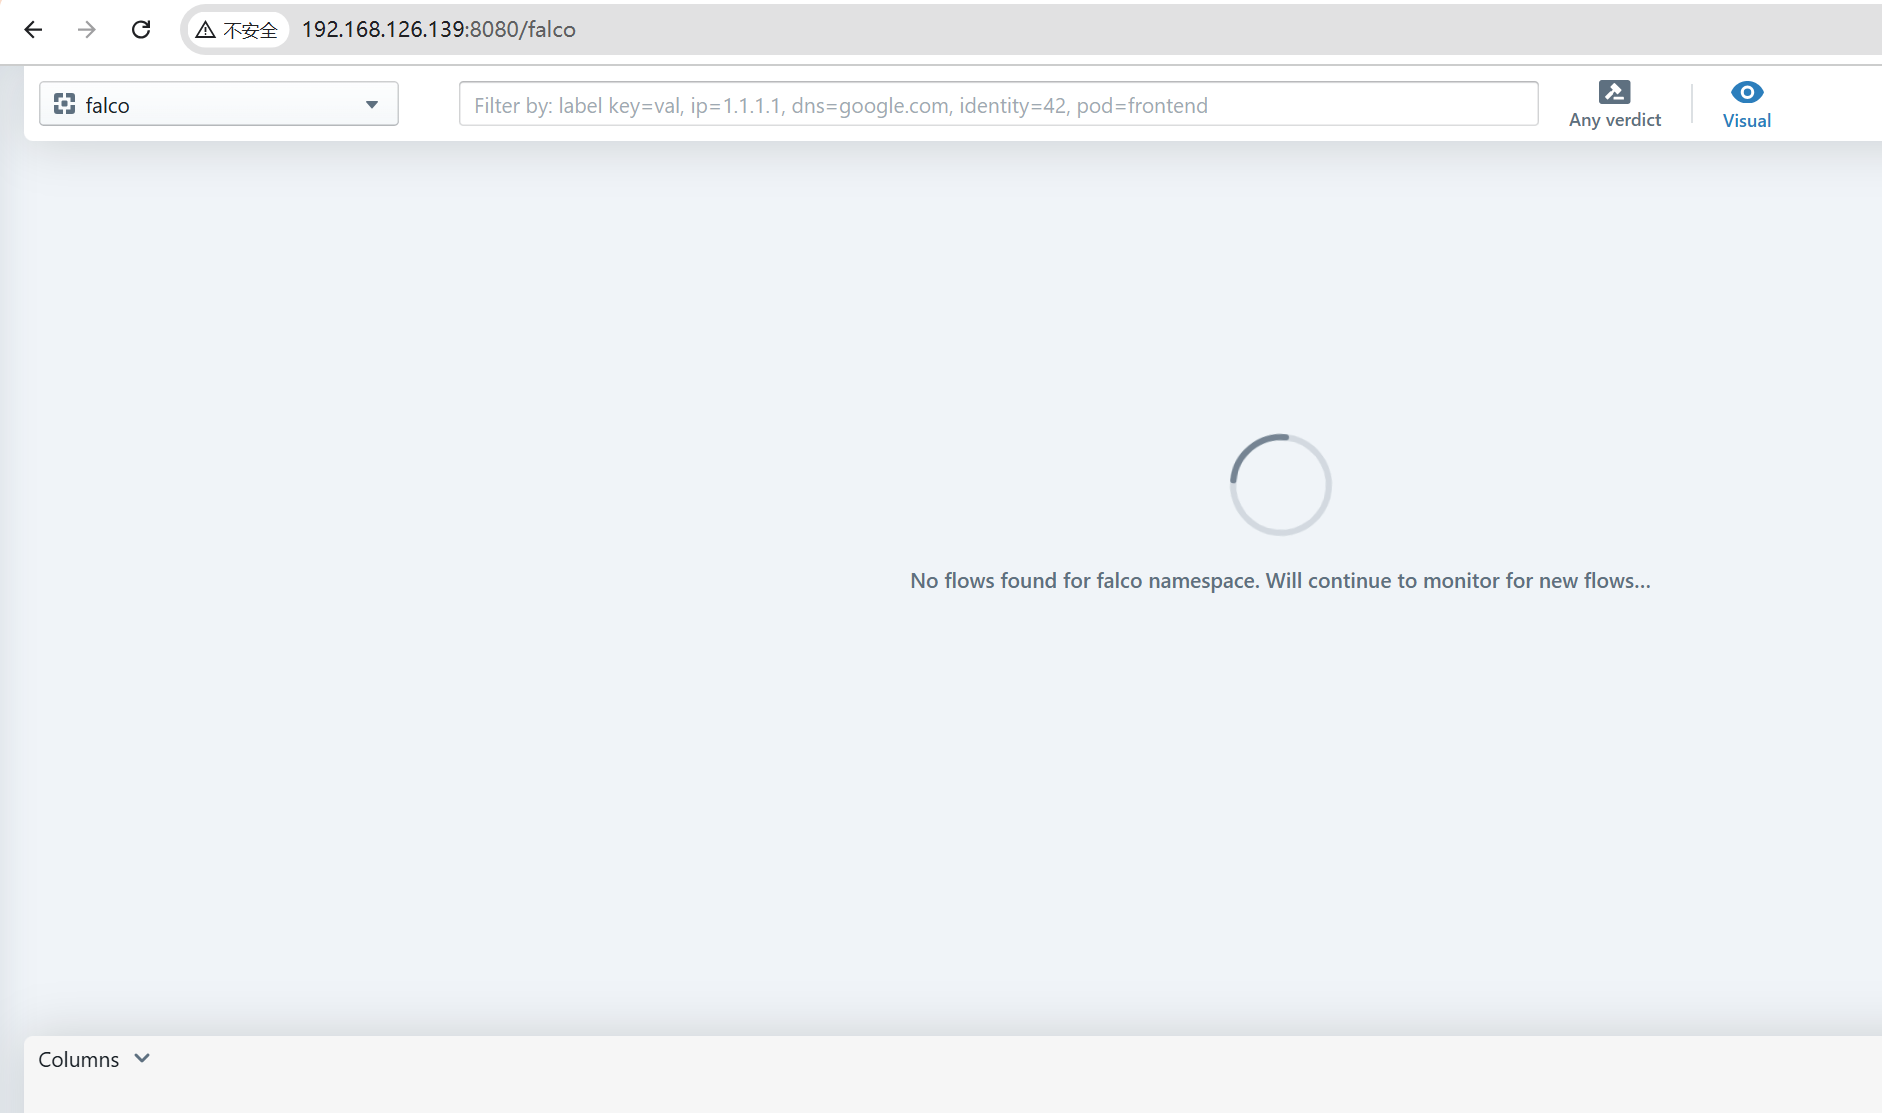 不安全 192.168.126.139:8080/falco
falco Filter by: label key=val, ip=1.1.1.1, dns=google.com, identity=42, pod=frontend Any verdict Visual
No flows found for falco namespace. Will continue to monitor for new flows...
Columns